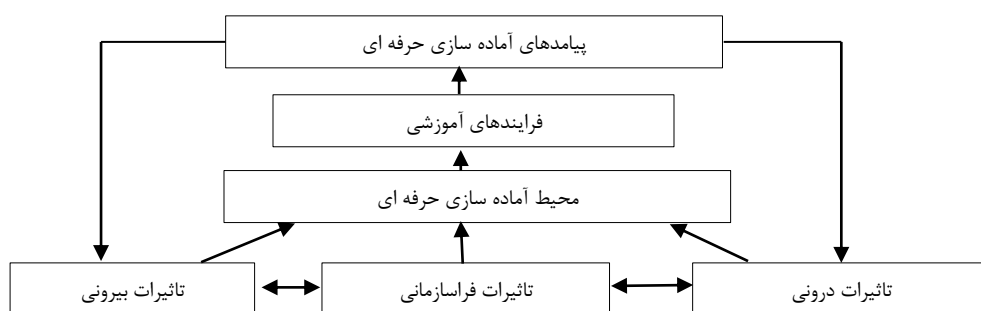 پیامدهای آماده سازی حرفه ای
فرایندهای آموزشی
محیط آماده سازی حرفه ای
تاثیرات درونی
تاثیرات فراسازمانی
تاثیرات بیرونی